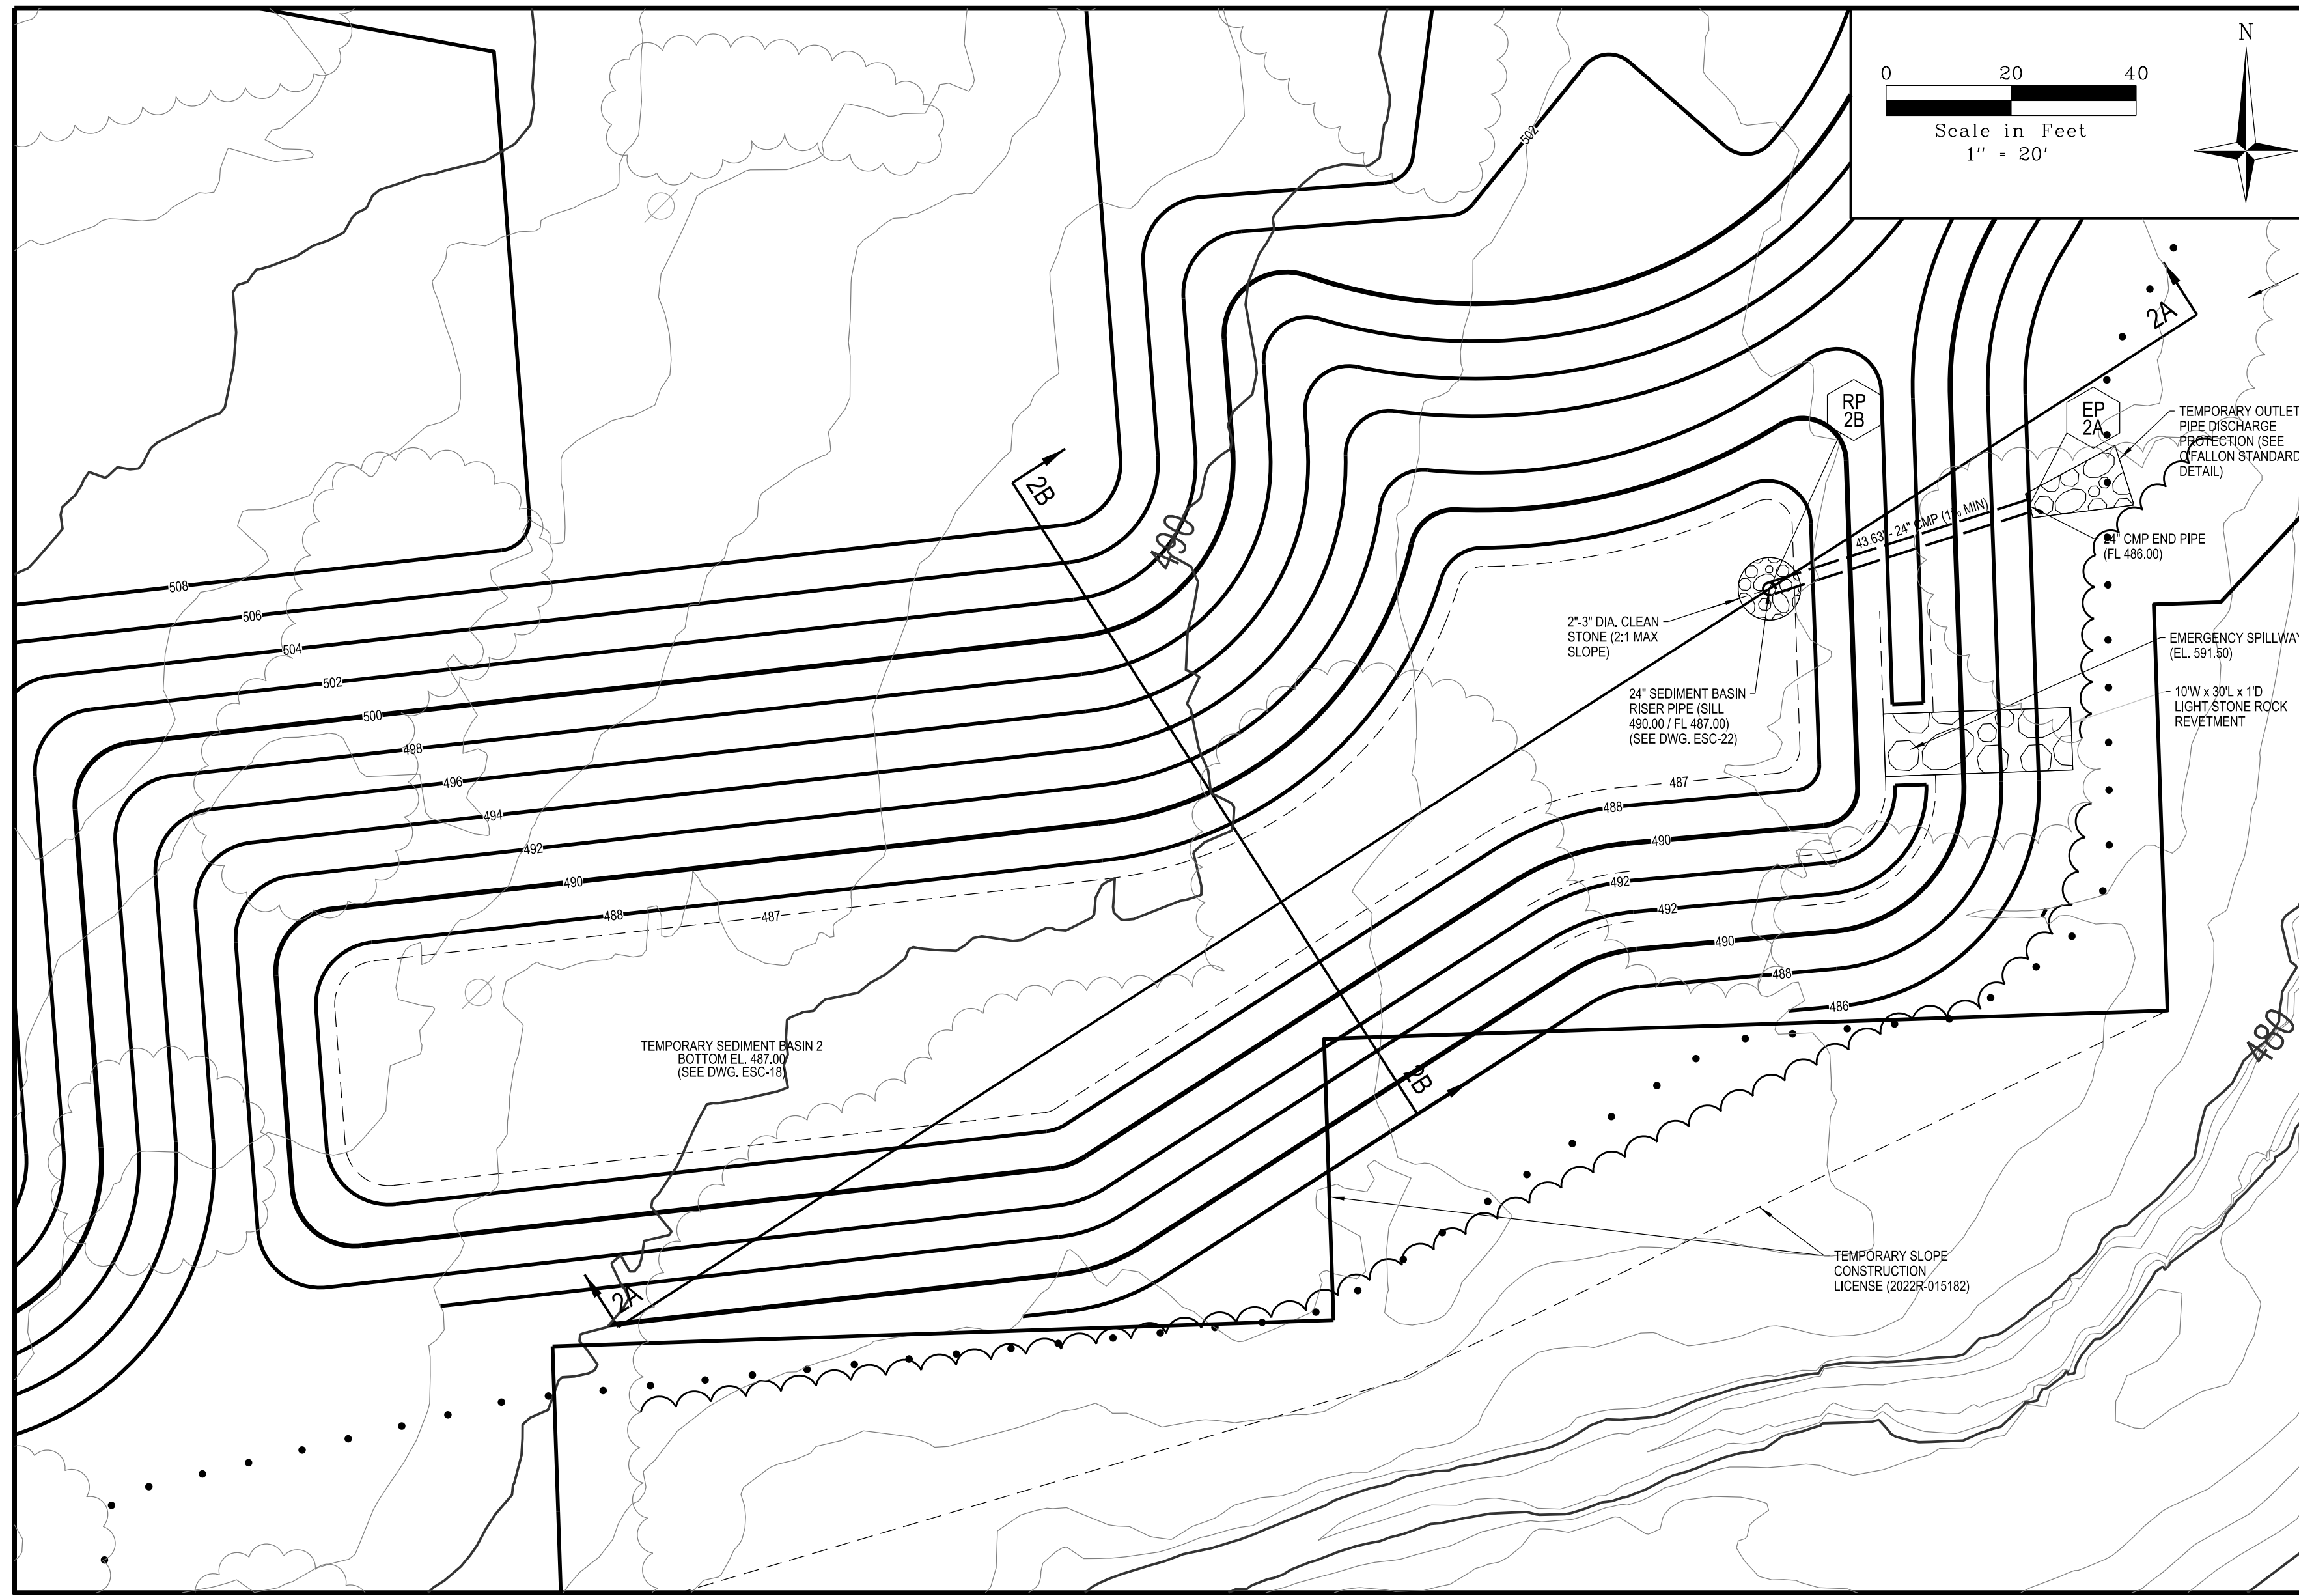 N
0 20 40
Scale in Feet
1" = 20'
502
2A
RP
2B
EP
2A
TEMPORARY OUTLET
PIPE DISCHARGE
PROTECTION (SEE
O'FALLON STANDARD
DETAIL)
2B
490
43.63' - 24" CMP (1% MIN)
24" CMP END PIPE
(FL 486.00)
508
506
504
502
500
498
496
494
492
490
488
487
2"-3" DIA. CLEAN
STONE (2:1 MAX
SLOPE)
EMERGENCY SPILLWAY
(EL. 591.50)
24" SEDIMENT BASIN
RISER PIPE (SILL
490.00 / FL 487.00)
(SEE DWG. ESC-22)
10'W x 30'L x 1'D
LIGHT STONE ROCK
REVETMENT
487
488
490
492
492
490
488
486
480
TEMPORARY SEDIMENT BASIN 2
BOTTOM EL. 487.00
(SEE DWG. ESC-18)
2B
TEMPORARY SLOPE
CONSTRUCTION
LICENSE (2022R-015182)
2A